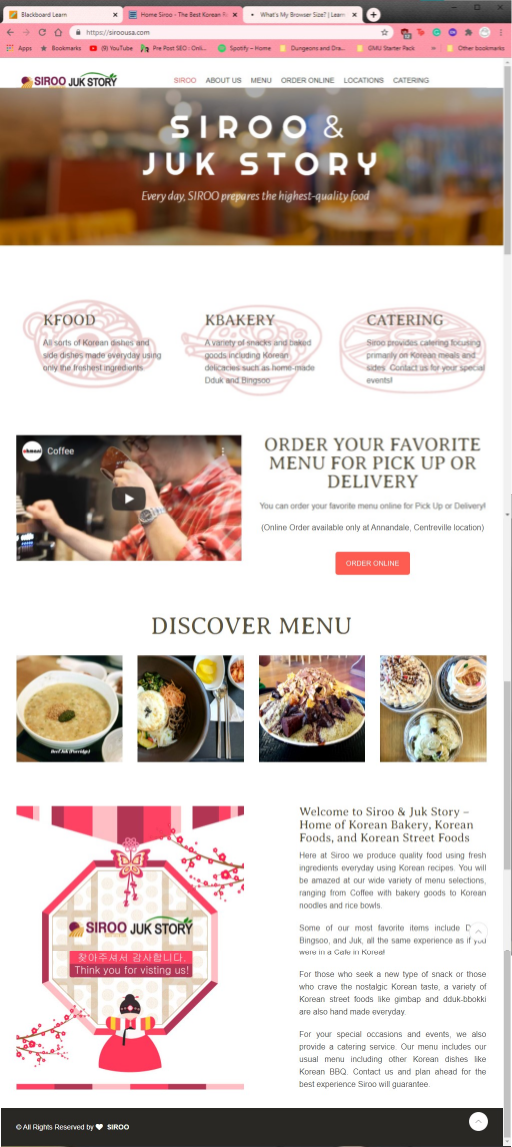 Blackboard Learn
Home Siroo - The Best Korean
What's My Browser Size? | Learn
https://siroousa.com
Apps
Bookmarks
(9) YouTube
Pre Post SEO : Onli...
Spotify – Home
Dungeons and Dra...
GMU Starter Pack
»
Other bookmarks
SIROO JUK STORY
SIROO ABOUT US MENU ORDER ONLINE LOCATIONS CATERING
SIROO &
JUK STORY
Every day, SIROO prepares the highest-quality food
KFOOD
All sorts of Korean dishes and
side dishes made everyday using
only the freshest ingredients
KBAKERY
A variety of snacks and baked
goods including Korean
delicacies such as home-made
Dduk and Bingsoo
CATERING
Siroo provides catering focusing
primarily on Korean meals and
sides. Contact us for your special
events!
Coffee
ORDER YOUR FAVORITE
MENU FOR PICK UP OR
DELIVERY
You can order your favorite menu online for Pick Up or Delivery!
(Online Order available only at Annandale, Centreville location)
ORDER ONLINE
DISCOVER MENU
Beef Juk (Porridge)
SIROO JUK STORY
찾아주셔서 감사합니다.
Thank you for visting us!
Welcome to Siroo & Juk Story –
Home of Korean Bakery, Korean
Foods, and Korean Street Foods
Here at Siroo we produce quality food using fresh
ingredients everyday using Korean recipes. You will
be amazed at our wide variety of menu selections,
ranging from Coffee with bakery goods to Korean
noodles and rice bowls.
Some of our most favorite items include
Bingsoo, and Juk, all the same experience as if you
were in a Cafe in Korea!
For those who seek a new type of snack or those
who crave the nostalgic Korean taste, a variety of
Korean street foods like gimbap and dduk-bbokki
are also hand made everyday.
For your special occasions and events, we also
provide a catering service. Our menu includes our
usual menu including other Korean dishes like
Korean BBQ. Contact us and plan ahead for the
best experience Siroo will guarantee.
© All Rights Reserved by SIROO